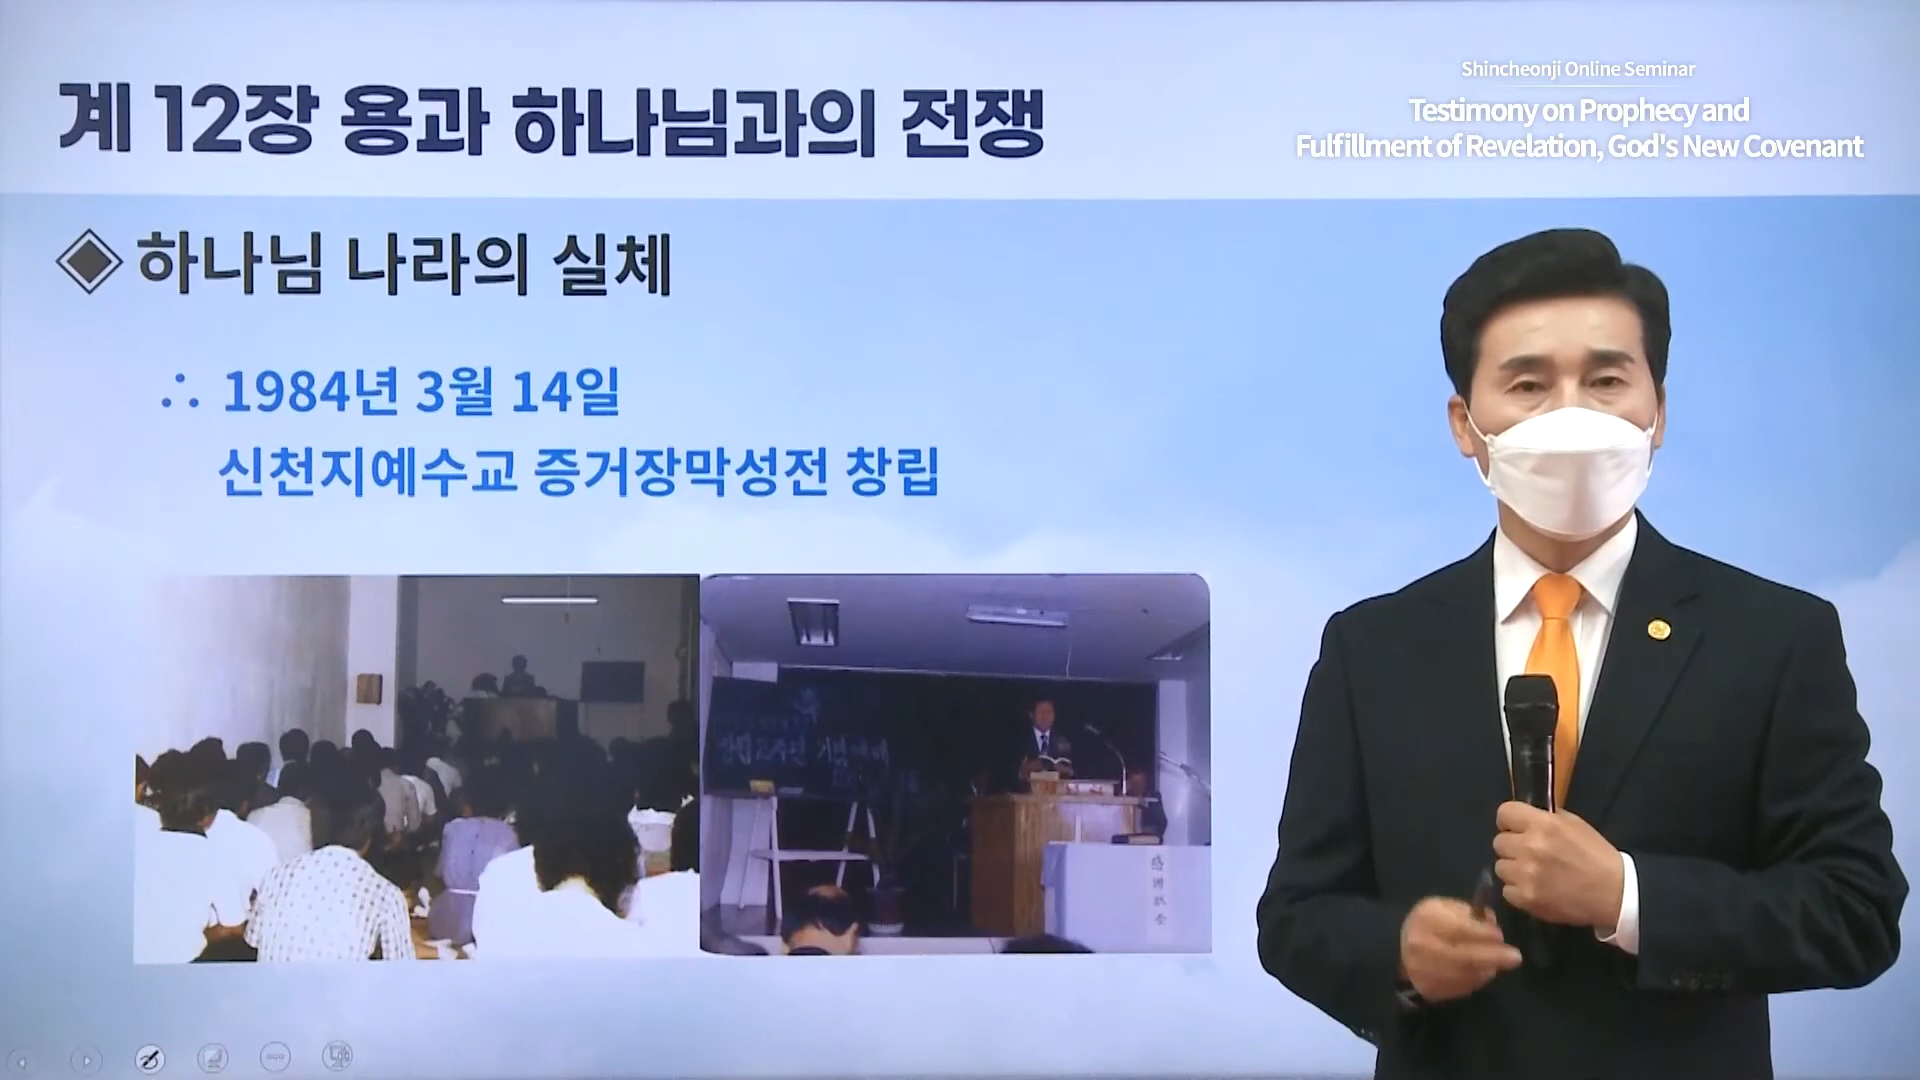 계 12장 용과 하나님과의 전쟁
Shincheonji Online Seminar
Testimony on Prophecy and
Fulfillment of Revelation, God's New Covenant
하나님 나라의 실체
∴ 1984년 3월 14일
신천지예수교 증거장막성전 창립